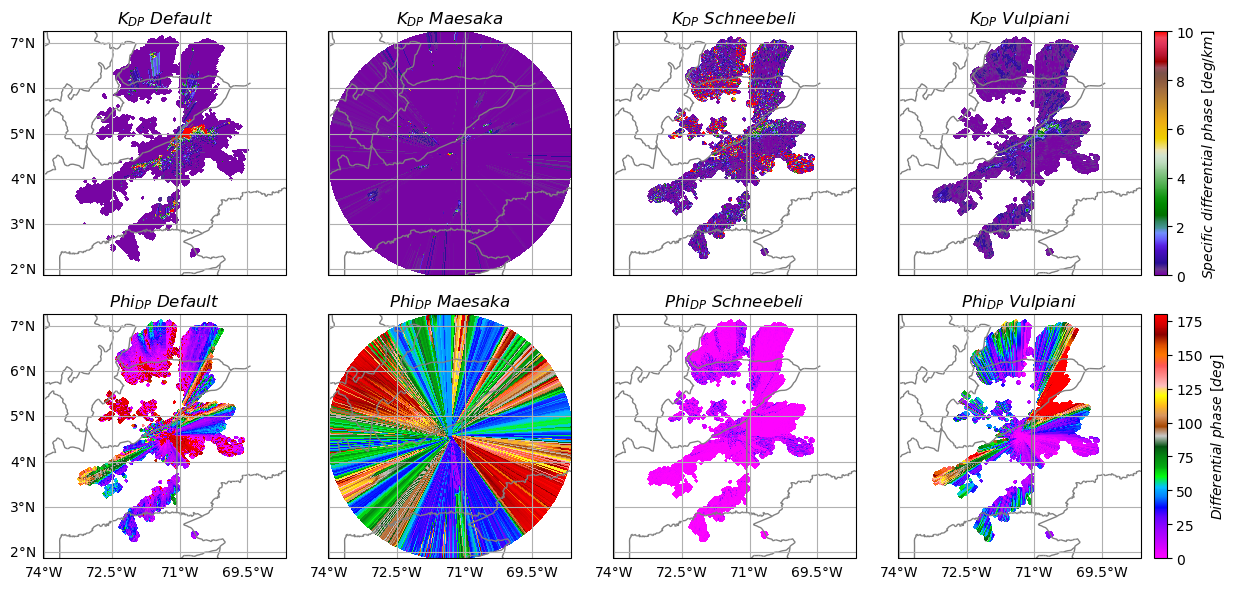 K_DP Default
K_DP Maesaka
K_DP Schneebeli
K_DP Vulpiani
7°N
6°N
5°N
4°N
3°N
2°N
10
8
6
4
2
0
Specific differential phase [deg/km]
Phi_DP Default
Phi_DP Maesaka
Phi_DP Schneebeli
Phi_DP Vulpiani
7°N
6°N
5°N
4°N
3°N
2°N
175
150
125
100
75
50
25
0
Differential phase [deg]
74°W 72.5°W 71°W 69.5°W
74°W 72.5°W 71°W 69.5°W
74°W 72.5°W 71°W 69.5°W
74°W 72.5°W 71°W 69.5°W